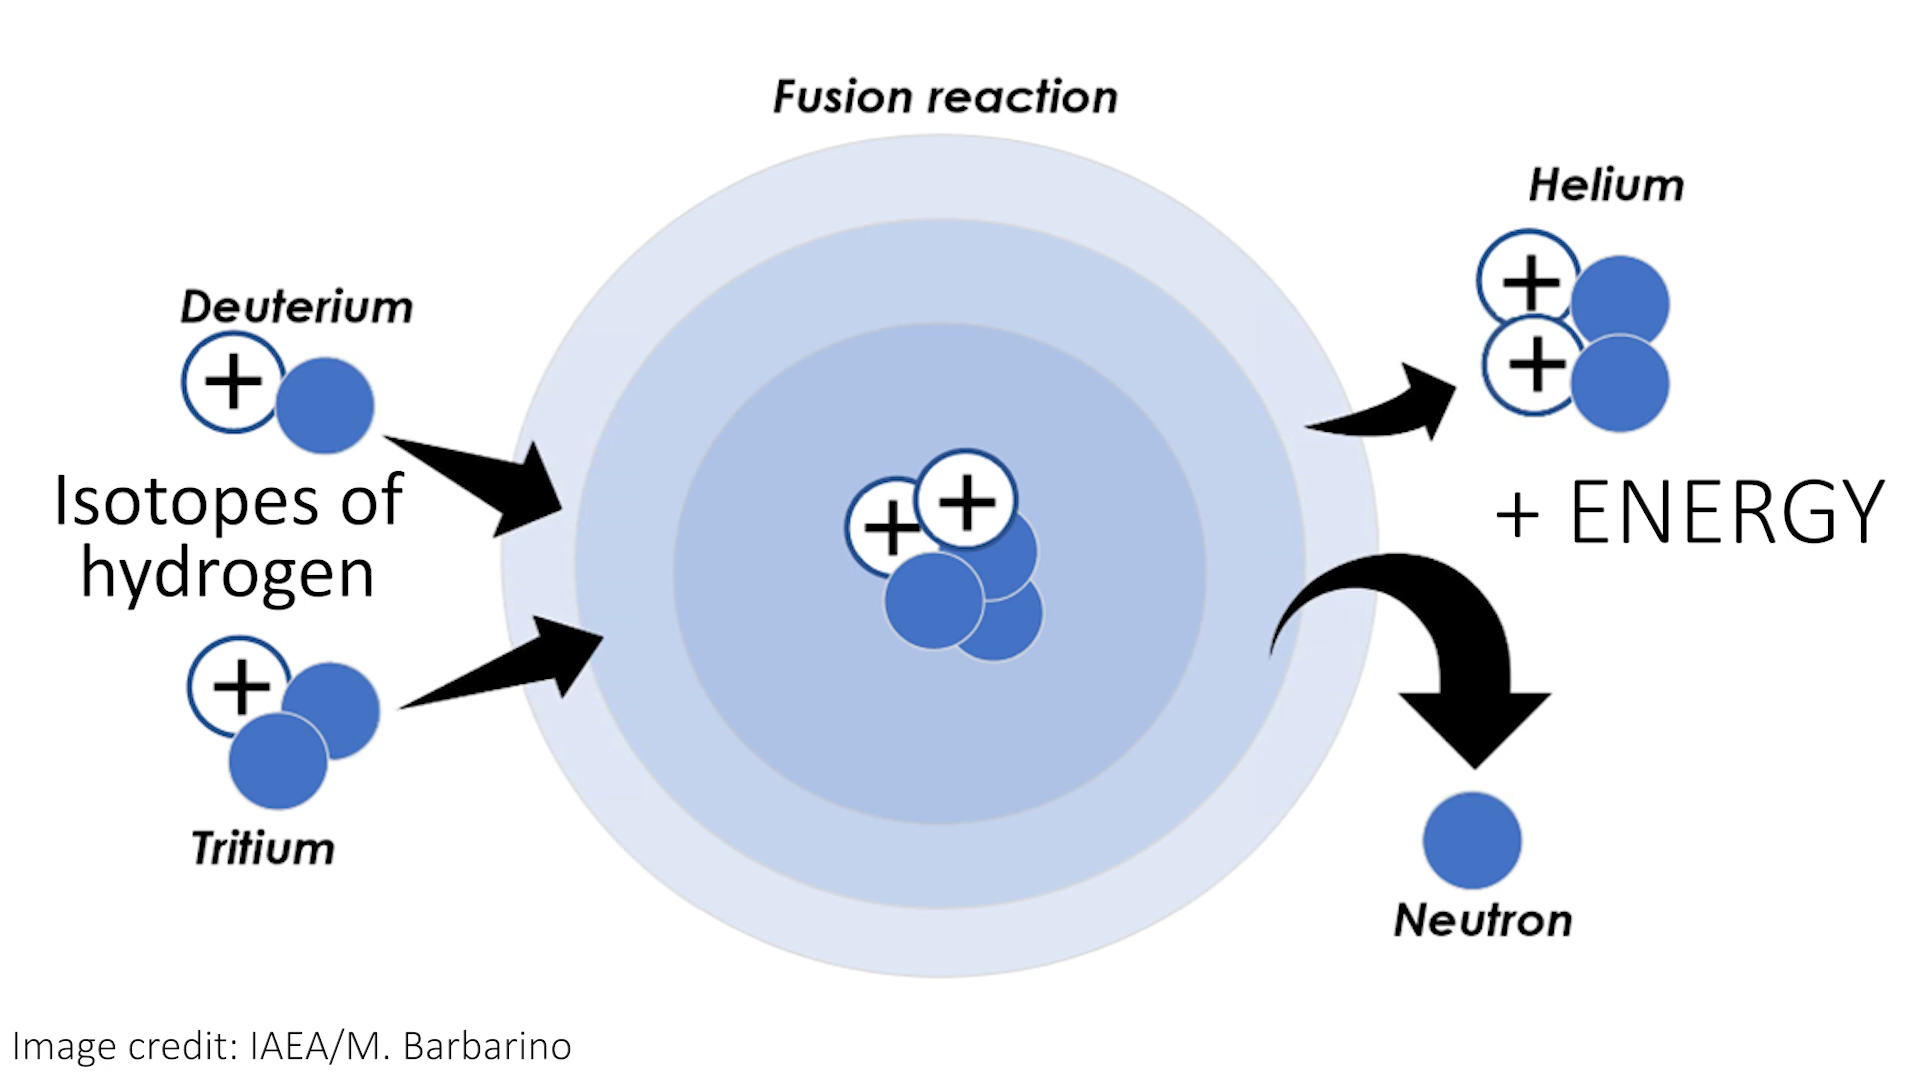 Fusion reaction
Helium
Deuterium
+
+
+
Isotopes of
hydrogen
+ ENERGY
+
+
+
Tritium
Neutron
Image credit: IAEA/M. Barbarino